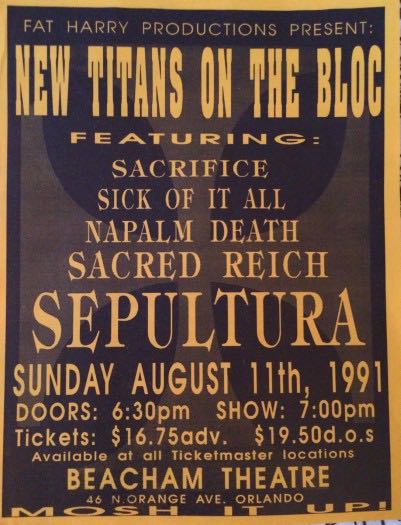 FAT HARRY PRODUCTIONS PRESENT:
NEW TITANS ON THE BLOC
FEATURING:
SACRIFICE
SICK OF IT ALL
NAPALM DEATH
SACRED REICH
SEPULTURA
SUNDAY AUGUST 11th, 1991
DOORS: 6:30pm SHOW: 7:00pm
Tickets: $16.75adv. $19.50d.o.s
Available at all Ticketmaster locations
BEACHAM THEATRE
46 N.ORANGE AVE. ORLANDO
MOSH IT UP!